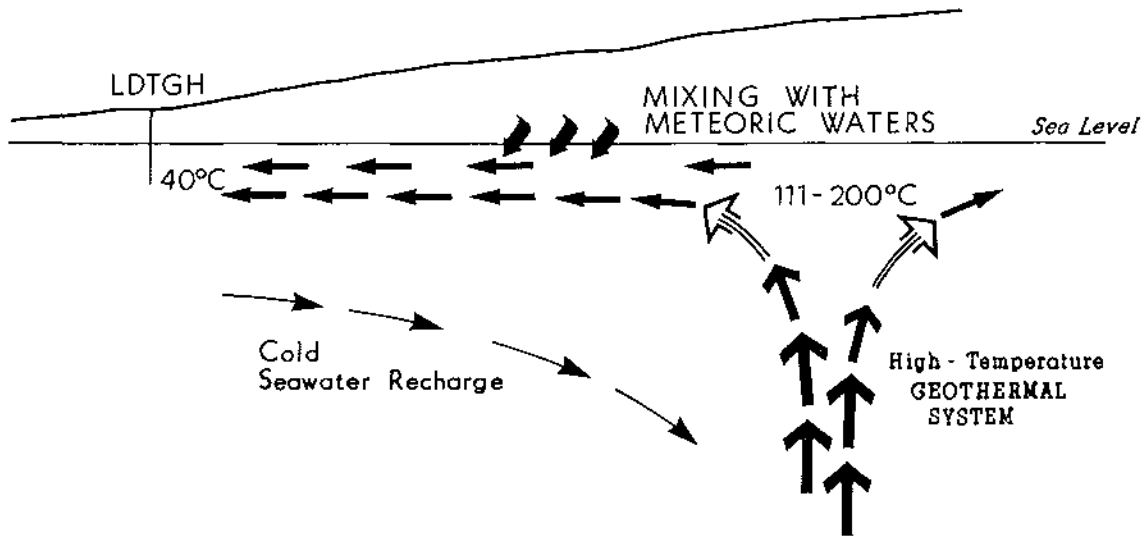 LDTGH
MIXING WITH
METEORIC WATERS
Sea Level
40°C
111-200°C
Cold
Seawater Recharge
High - Temperature
GEOTHERMAL
SYSTEM